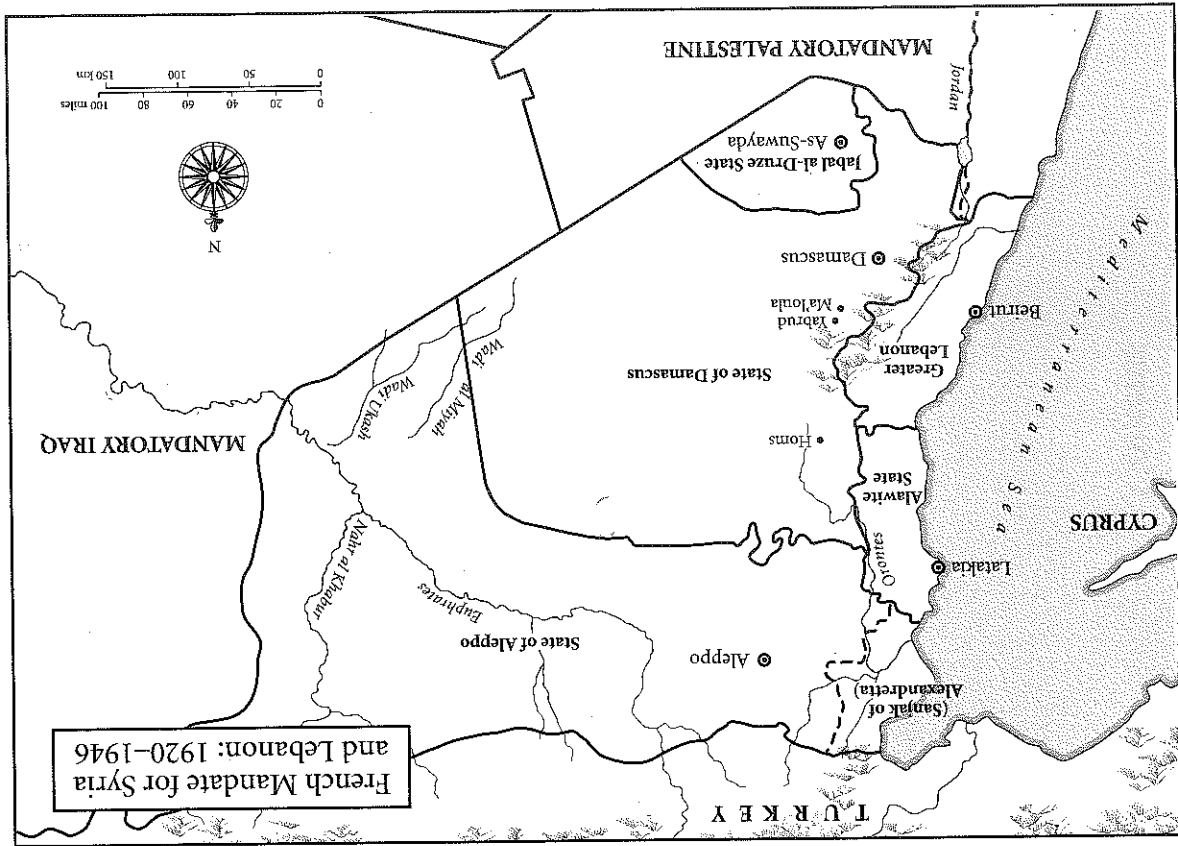 TURKEY
French Mandate for Syria
and Lebanon: 1920–1946
(Sanjak of
Alexandretta)
Aleppo
State of Aleppo
Latakia
Orontes
Euphrates
Nahr al Khabur
CYPRUS
Alawite
State
Homs
MANDATORY IRAQ
Mediterranean Sea
Greater
Lebanon
State of Damascus
Wadi al Miyah
Wadi Ukash
Beirut
Yabrud
Ma'loula
Damascus
N
Jabal al-Druze State
As-Suwayda
Jordan
MANDATORY PALESTINE
0 20 40 60 80 100 miles
0 50 100 150 km